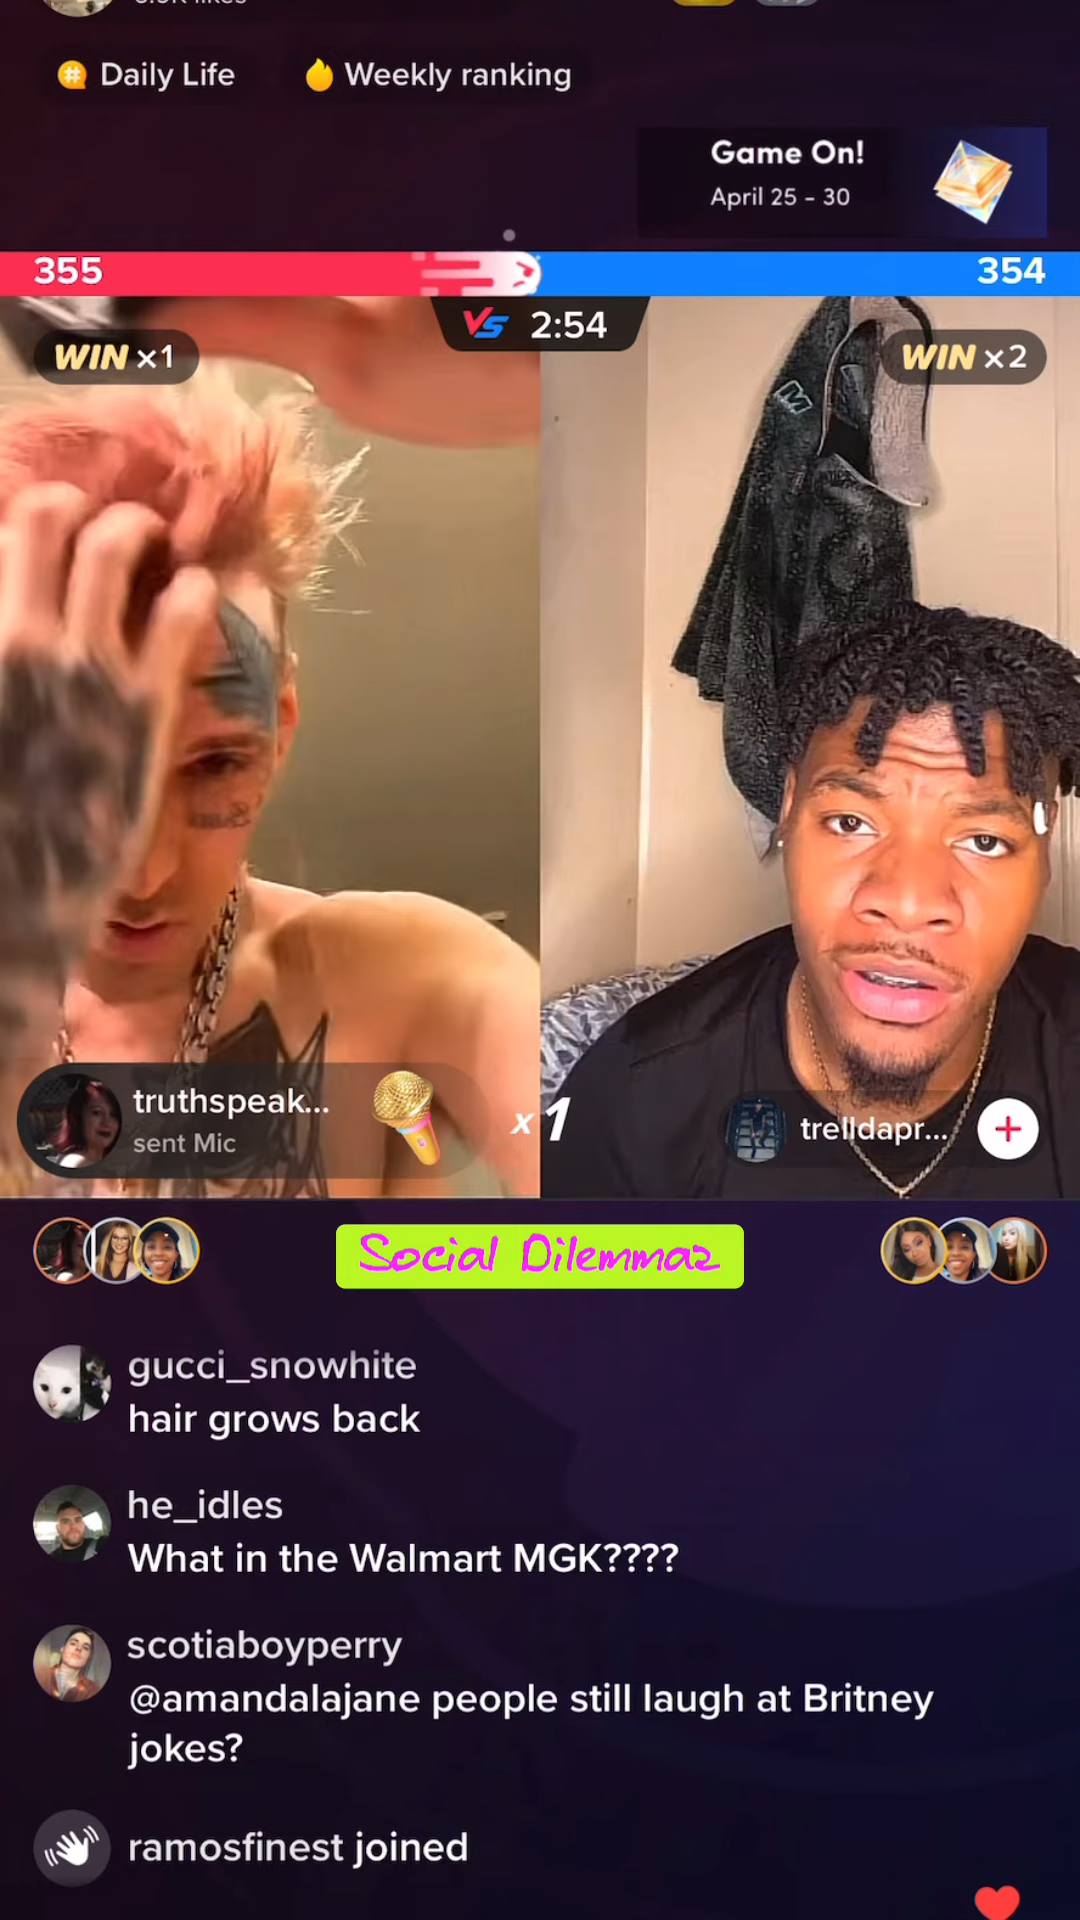 Daily Life
Weekly ranking
Game On!
April 25 - 30
355
354
VS 2:54
WIN x1
WIN x2
M
truthspeak...
sent Mic
x1
trelldapr...
Social Dilemmaz
gucci_snowhite
hair grows back
he_idles
What in the Walmart MGK????
scotiaboyperry
@amandalajane people still laugh at Britney
jokes?
ramosfinest joined